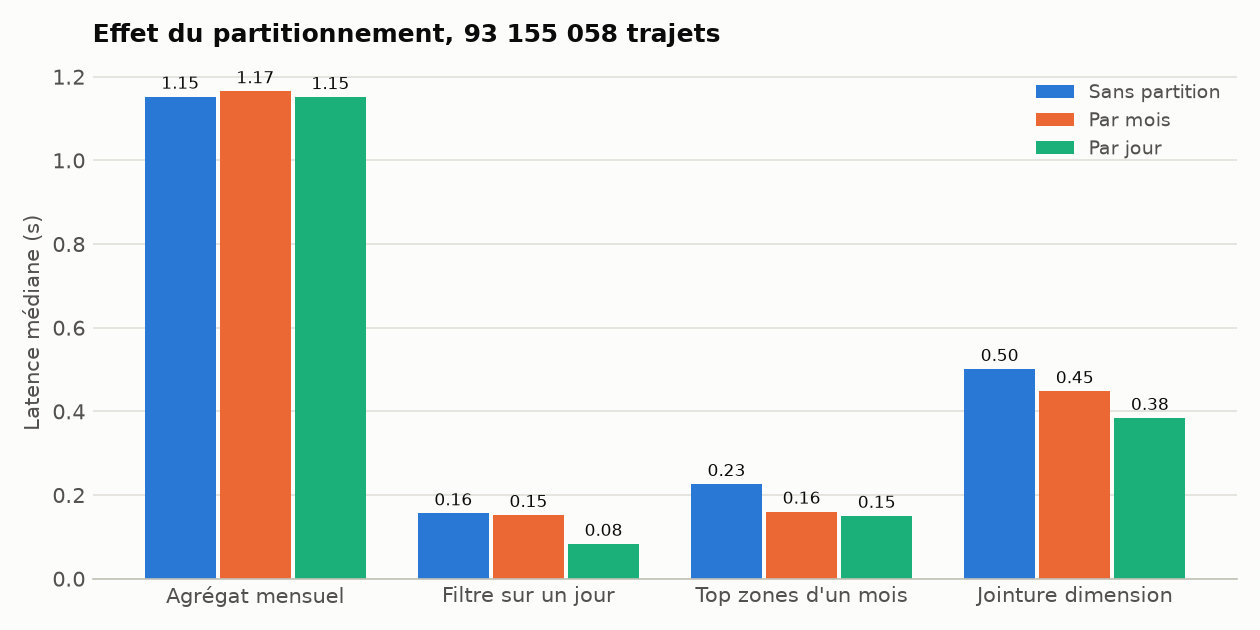 Effet du partitionnement, 93 155 058 trajets
Latence médiane (s)
1.2
1.0
0.8
0.6
0.4
0.2
0.0
Sans partition
Par mois
Par jour
1.15 1.17 1.15
0.16 0.15 0.08
0.23 0.16 0.15
0.50 0.45 0.38
Agrégat mensuel Filtre sur un jour Top zones d'un mois Jointure dimension